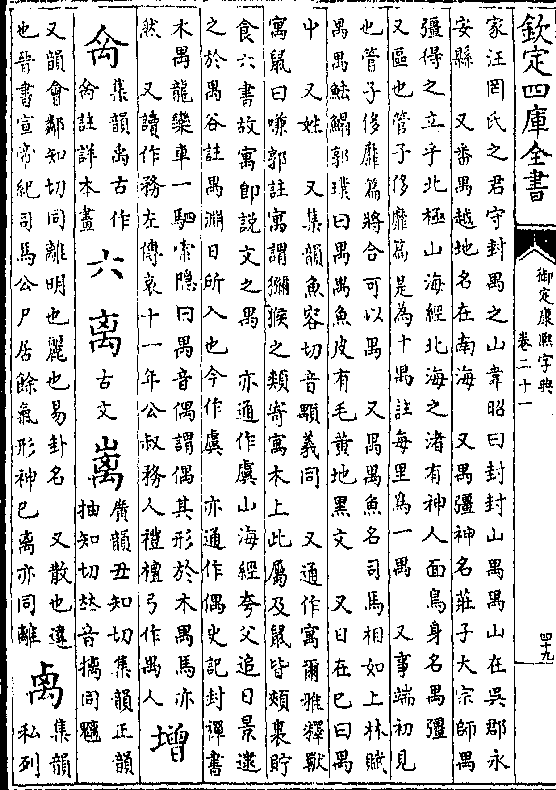 欽定四庫全書
御定康熙字典
卷二十一
四十九
家汪罔氏之君守封禺之山韋昭曰封封山禺禺山在吳郡永
安縣　又番禺越地名在南海　又禺彊神名莊子大宗師禺
彊得之立乎北極山海經北海之渚有神人面鳥身名禺彊
又區也管子侈靡篇是為十禺註每里為一禺　又事端初見
也管子侈靡篇將合可以禺　又禺禺魚名司馬相如上林賦
禺禺魼鰨郭璞曰禺禺魚皮有毛黄地黑文　又日在巳曰禺
中　又姓　又集韻魚容切音顒義同　又通作寓爾雅釋獸
寓鼠曰嗛郭註寓謂獼猴之類寄寓木上此屬及鼠皆頰裏貯
食六書故寓卽說文之禺　亦通作虞山海經夸父追日景逮
之於禺谷註禺淵日所入也今作虞　亦通作偶史記封禪書
木禺龍欒車一駟索隐曰禺音偶謂偶其形於木禺馬亦
然　又讀作務左傳哀十一年公叔務人禮檀弓作禺人　增
禽　集韻禽古作禽註詳本畫　六　离　古文　𡿖　廣韻丑知切集韻正韻抽知切𠀤音摛同魑
又韻會鄰知切同離明也麗也易卦名　又散也違
也晉書宣帝紀司馬公尸居餘氣形神已离亦同離　𥜿　集韻私列